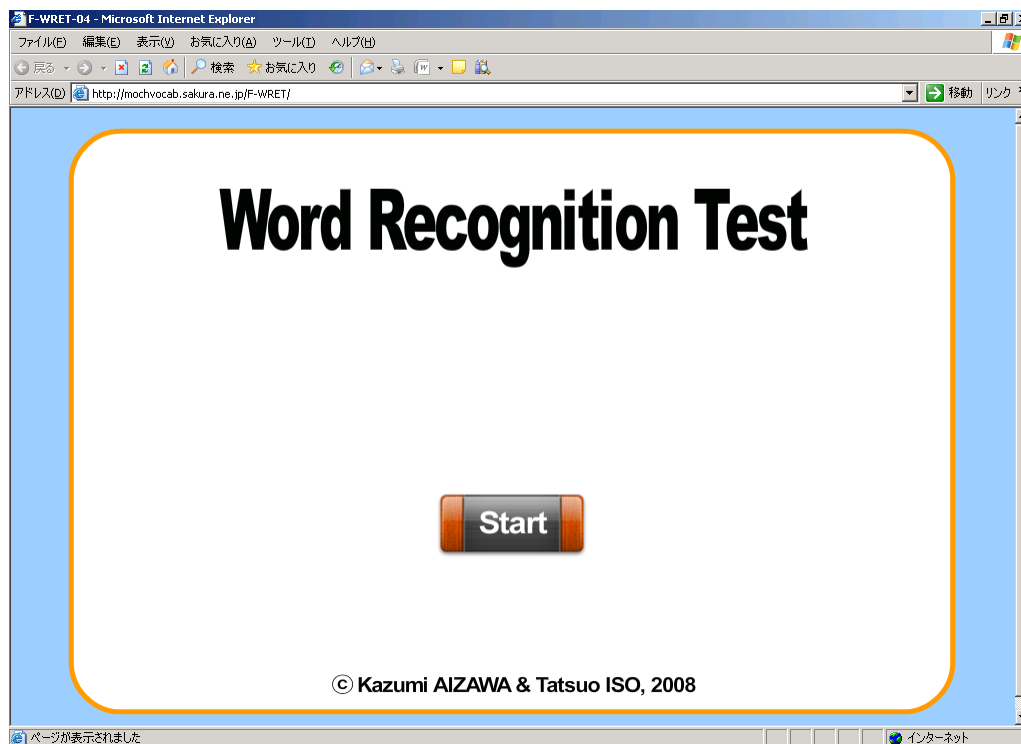 F-WRET-04 - Microsoft Internet Explorer
ファイル(F) 編集(E) 表示(V) お気に入り(A) ツール(T) ヘルプ(H)
戻る 検索 お気に入り
アドレス(D) http://mochvocab.sakura.ne.jp/F-WRET/ 移動 リンク
Word Recognition Test
Start
© Kazumi AIZAWA & Tatsuo ISO, 2008
ページが表示されました インターネット